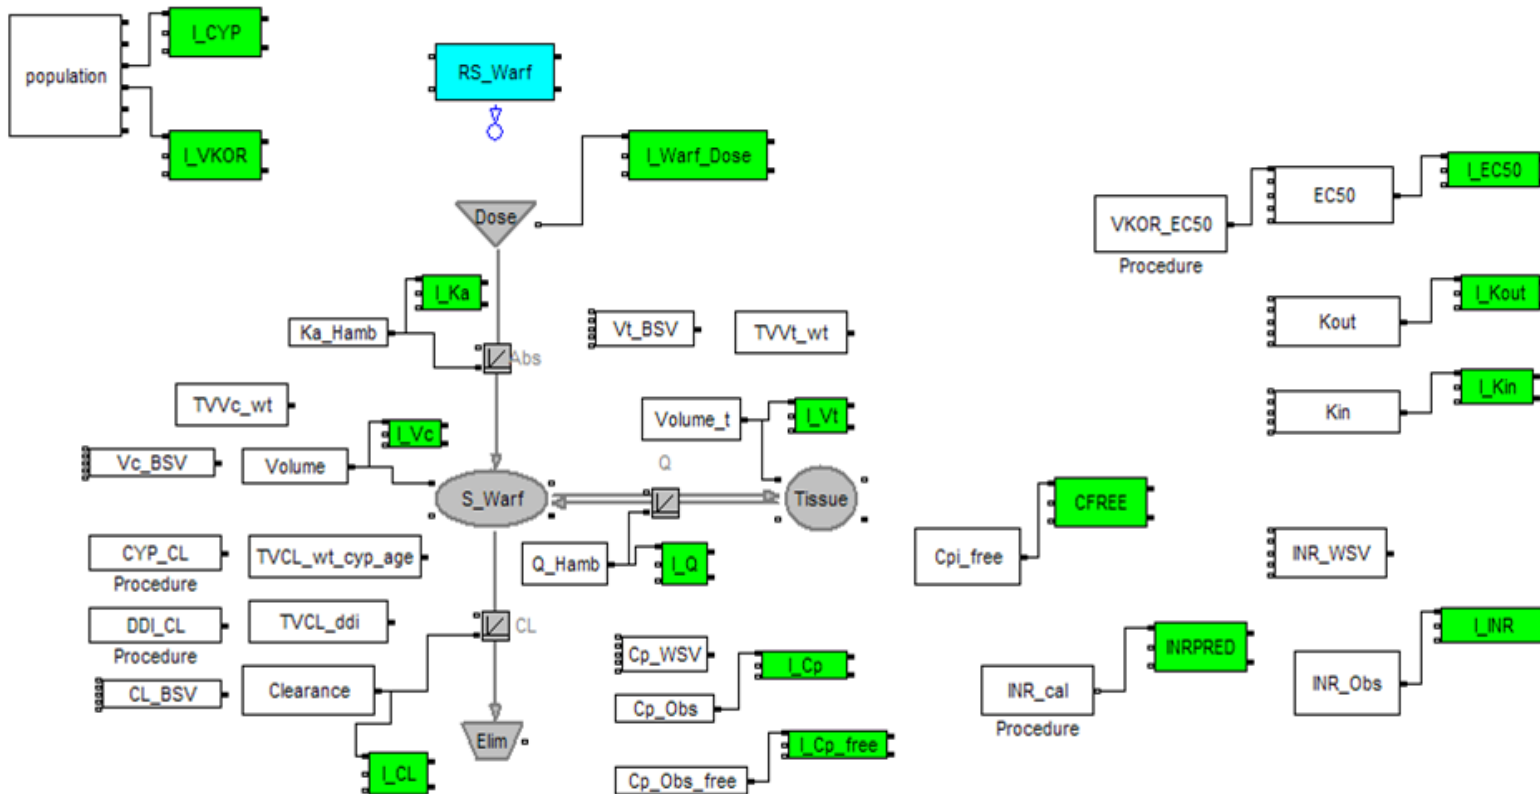 I_CYP
population
RS_Warf
I_VKOR
I_Warf_Dose
I_EC50
EC50
VKOR_EC50
Procedure
Dose
I_Ka
I_Kout
Ka_Hamb
Vt_BSV
TVVt_wt
Kout
Abs
I_Kin
TVVc_wt
Volume_t
I_Vt
Kin
I_Vc
Vc_BSV
Volume
Q
S_Warf
Tissue
CFREE
CYP_CL
Procedure
TVCL_wt_cyp_age
Q_Hamb
I_Q
Cpi_free
INR_WSV
DDI_CL
Procedure
TVCL_ddi
CL
I_INR
Cp_WSV
I_Cp
INRPRED
CL_BSV
Clearance
Cp_Obs
INR_cal
Procedure
INR_Obs
Elim
I_Cp_free
I_CL
Cp_Obs_free